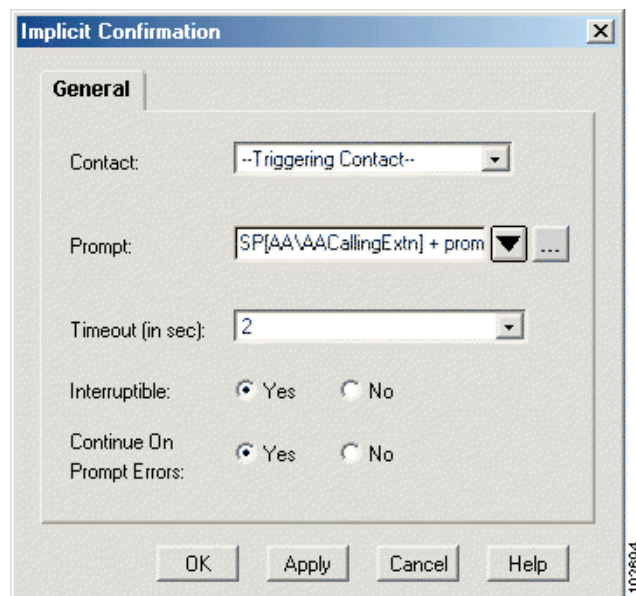 Implicit Confirmation
General
Contact: --Triggering Contact--
Prompt: SP[AA\AACallingExtn] + prom ...
Timeout (in sec): 2
Interruptible: Yes No
Continue On
Prompt Errors: Yes No
OK Apply Cancel Help
102694